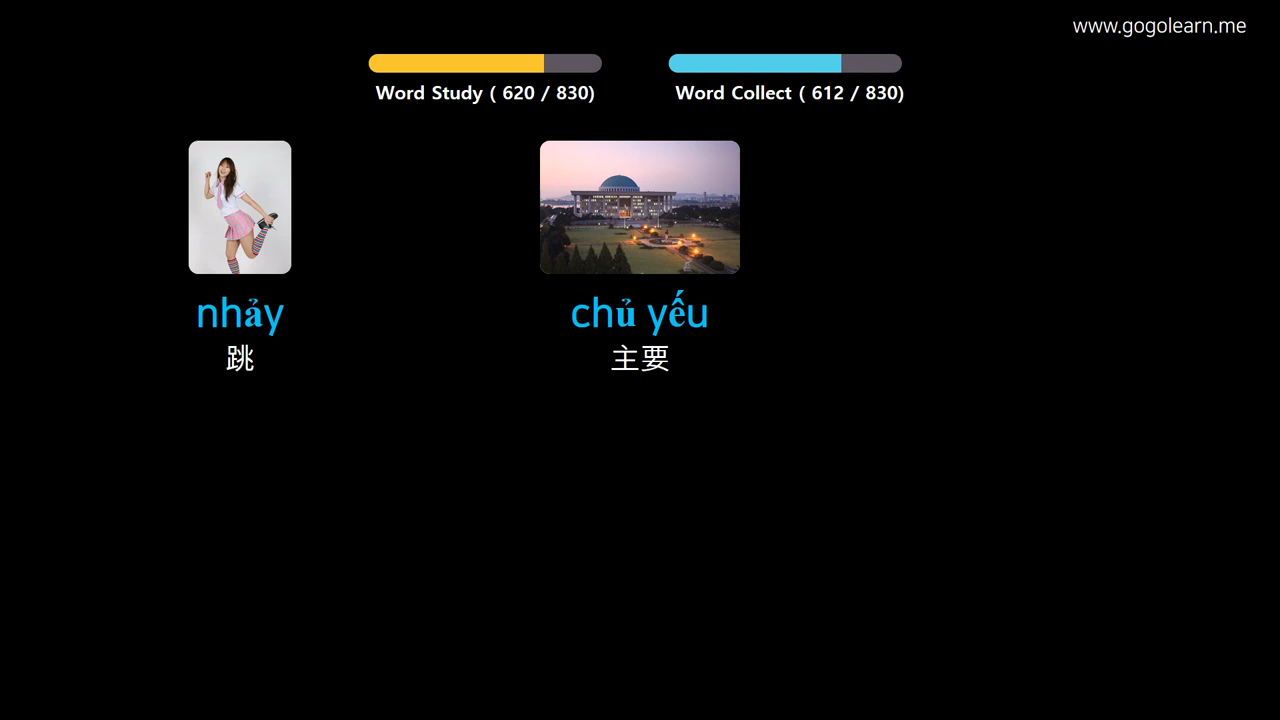 www.gogolearn.me
Word Study ( 620 / 830)
Word Collect ( 612 / 830)
nhảy
跳
chủ yếu
主要